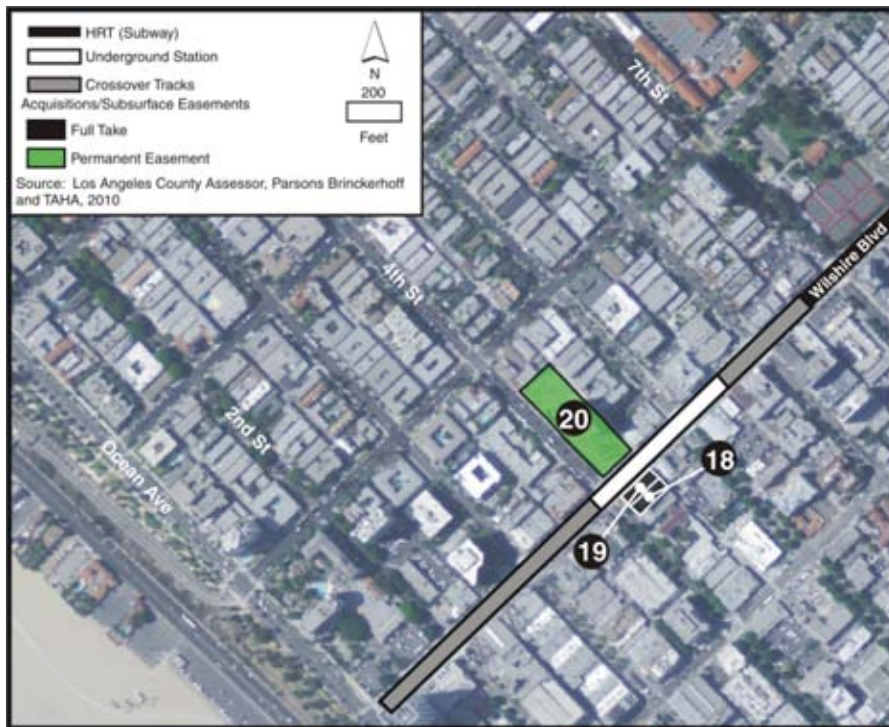 HRT (Subway)
Underground Station
Crossover Tracks
Acquisitions/Subsurface Easements
Full Take
Permanent Easement
Source: Los Angeles County Assessor, Parsons Brinckerhoff
and TAHA, 2010
N
200
Feet
7th St
Wilshire Blvd
4th St
2nd St
Ocean Ave
20
18
19